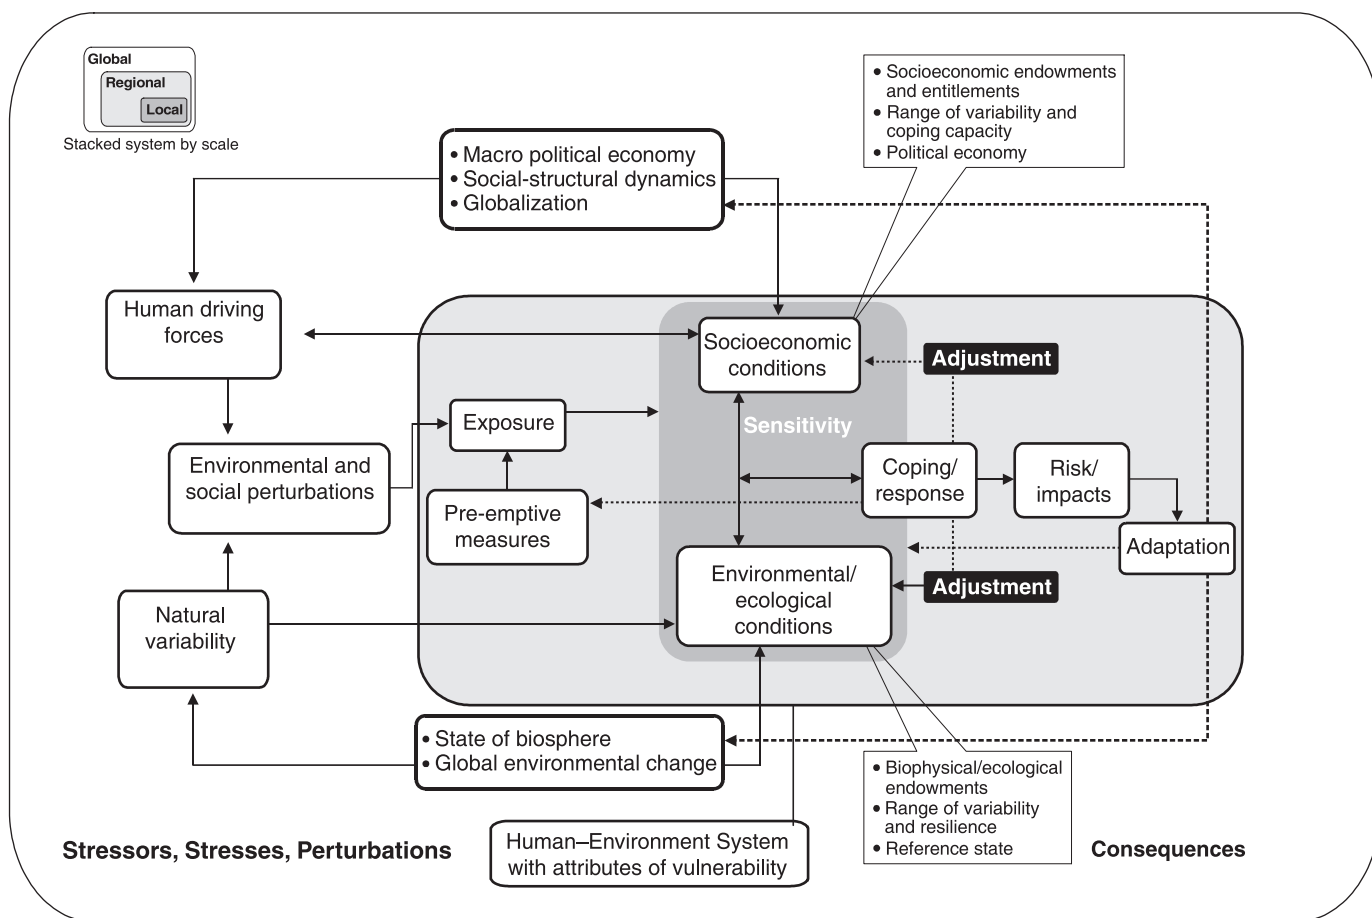 Global
Regional
Local
Stacked system by scale
• Socioeconomic endowments
and entitlements
• Range of variability and
coping capacity
• Political economy
• Macro political economy
• Social-structural dynamics
• Globalization
Human driving
forces
Socioeconomic
conditions
Adjustment
Exposure
Sensitivity
Environmental and
social perturbations
Coping/
response
Risk/
impacts
Pre-emptive
measures
Adaptation
Environmental/
ecological
conditions
Adjustment
Natural
variability
• State of biosphere
• Global environmental change
• Biophysical/ecological
endowments
• Range of variability
and resilience
• Reference state
Stressors, Stresses, Perturbations
Human–Environment System
with attributes of vulnerability
Consequences